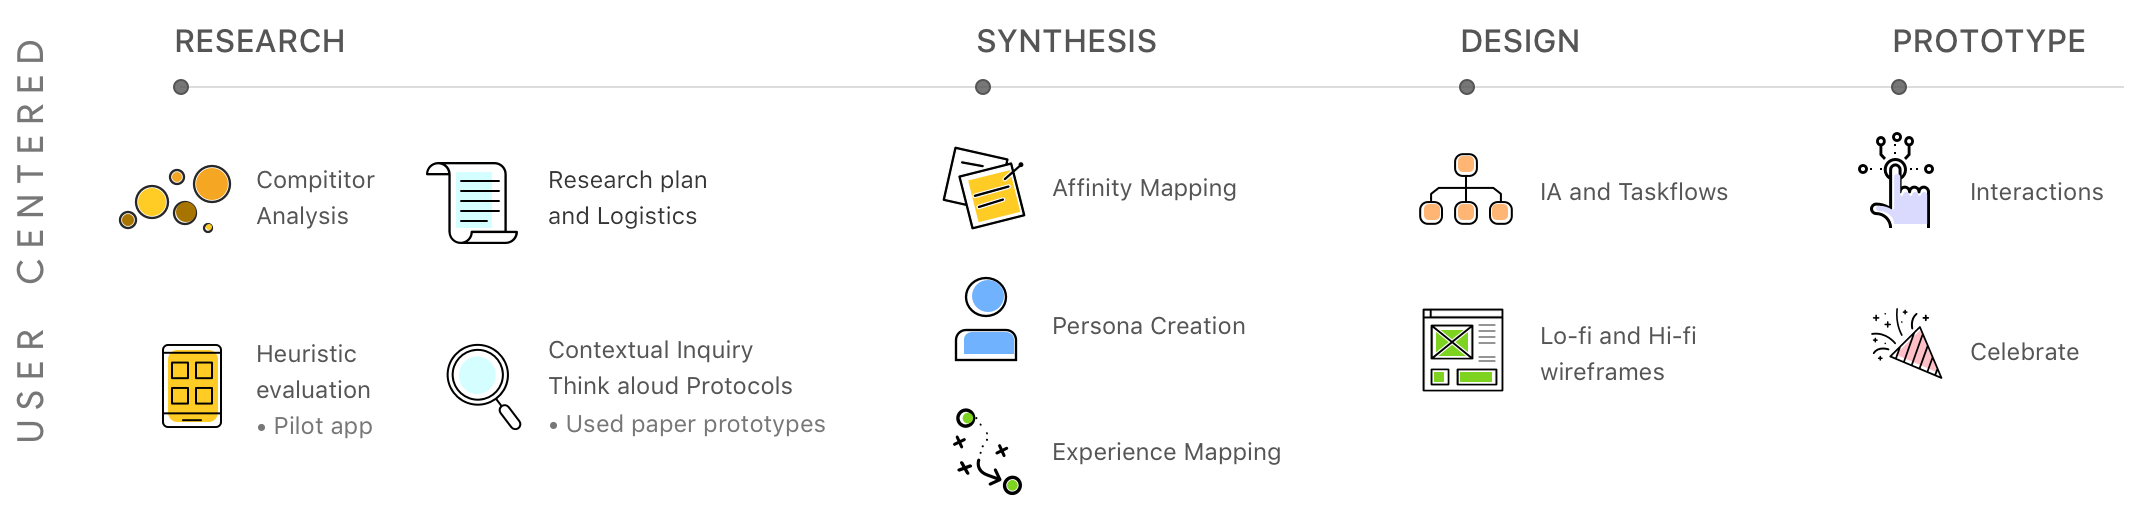 USER CENTERED
RESEARCH
Compititor
Analysis
Research plan
and Logistics
Heuristic
evaluation
• Pilot app
Contextual Inquiry
Think aloud Protocols
• Used paper prototypes
SYNTHESIS
Affinity Mapping
Persona Creation
Experience Mapping
DESIGN
IA and Taskflows
Lo-fi and Hi-fi
wireframes
PROTOTYPE
Interactions
Celebrate